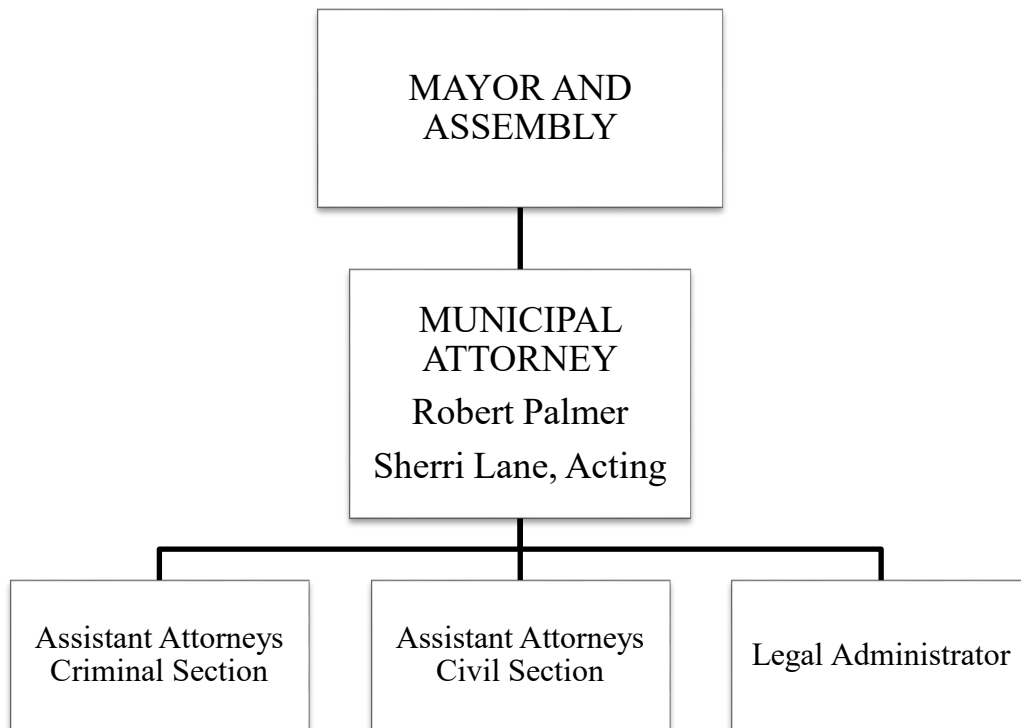 MAYOR AND
ASSEMBLY
MUNICIPAL
ATTORNEY
Robert Palmer
Sherri Lane, Acting
Assistant Attorneys
Criminal Section
Assistant Attorneys
Civil Section
Legal Administrator